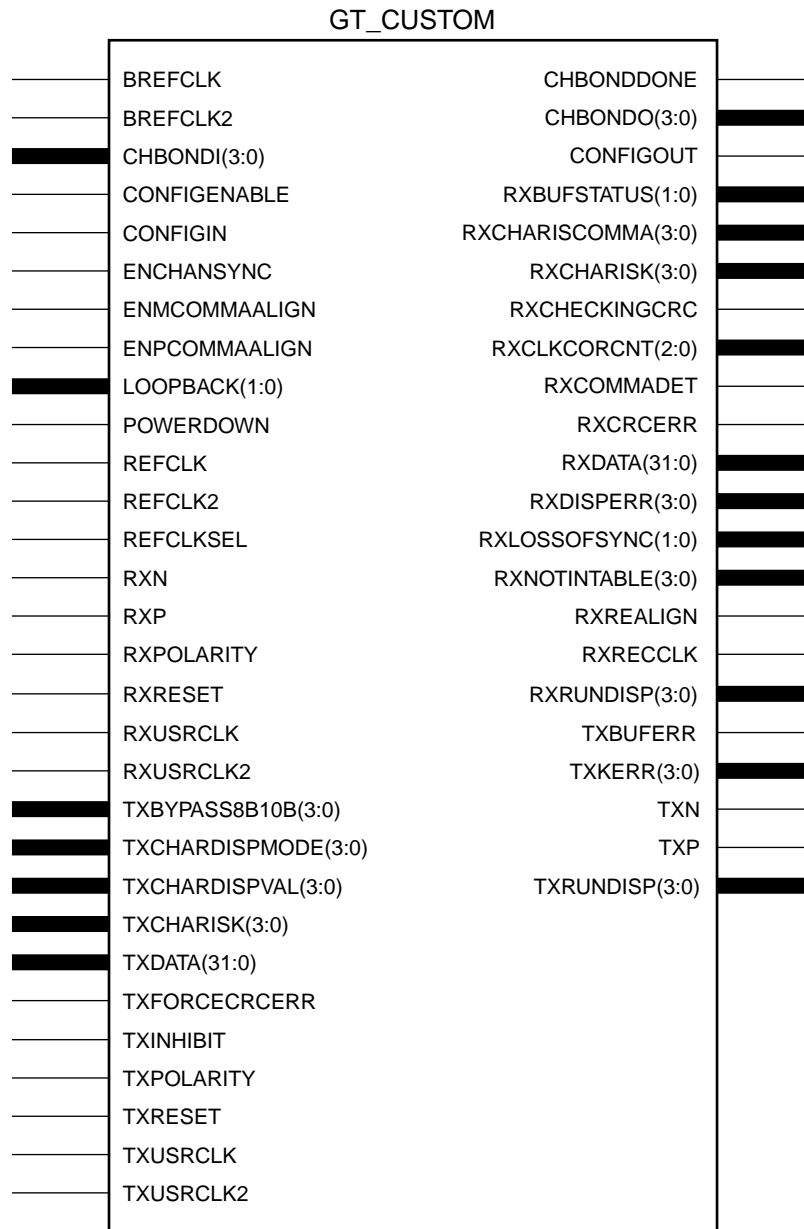 GT_CUSTOM
BREFCLK
BREFCLK2
CHBONDI(3:0)
CONFIGENABLE
CONFIGIN
ENCHANSYNC
ENMCOMMAALIGN
ENPCOMMAALIGN
LOOPBACK(1:0)
POWERDOWN
REFCLK
REFCLK2
REFCLKSEL
RXN
RXP
RXPOLARITY
RXRESET
RXUSRCLK
RXUSRCLK2
TXBYPASS8B10B(3:0)
TXCHARDISPMODE(3:0)
TXCHARDISPVAL(3:0)
TXCHARISK(3:0)
TXDATA(31:0)
TXFORCECRCERR
TXINHIBIT
TXPOLARITY
TXRESET
TXUSRCLK
TXUSRCLK2
CHBONDDONE
CHBONDO(3:0)
CONFIGOUT
RXBUFSTATUS(1:0)
RXCHARISCOMMA(3:0)
RXCHARISK(3:0)
RXCHECKINGCRC
RXCLKCORCNT(2:0)
RXCOMMADET
RXCRCERR
RXDATA(31:0)
RXDISPERR(3:0)
RXLOSSOFSYNC(1:0)
RXNOTINTABLE(3:0)
RXREALIGN
RXRECCLK
RXRUNDISP(3:0)
TXBUFERR
TXKERR(3:0)
TXN
TXP
TXRUNDISP(3:0)